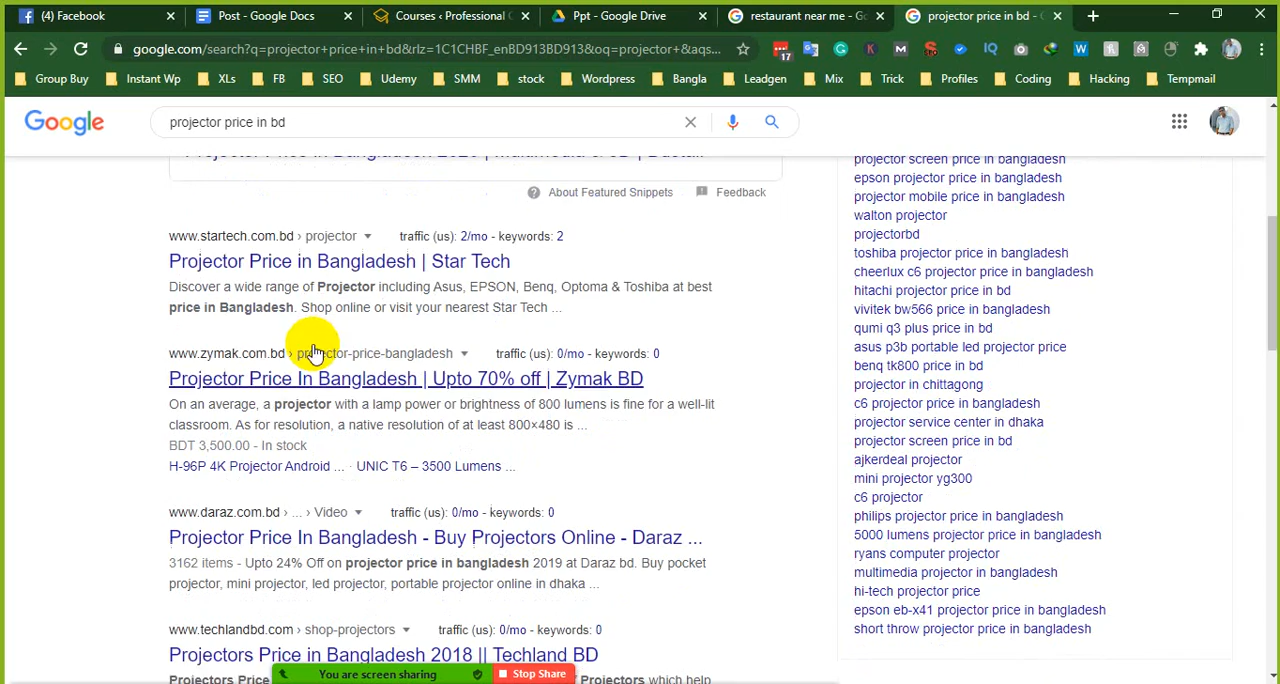 (4) Facebook
Post - Google Docs
Courses ‹ Professional C
Ppt - Google Drive
restaurant near me - Go
projector price in bd - G
google.com/search?q=projector+price+in+bd&rlz=1C1CHBF_enBD913BD913&oq=projector+&aqs...
17
Group Buy
Instant Wp
XLs
FB
SEO
Udemy
SMM
stock
Wordpress
Bangla
Leadgen
Mix
Trick
Profiles
Coding
Hacking
Tempmail
Google
projector price in bd
About Featured Snippets
Feedback
www.startech.com.bd › projector
traffic (us): 2/mo - keywords: 2
Projector Price in Bangladesh | Star Tech
Discover a wide range of Projector including Asus, EPSON, Benq, Optoma & Toshiba at best
price in Bangladesh. Shop online or visit your nearest Star Tech ...
www.zymak.com.bd › projector-price-bangladesh
traffic (us): 0/mo - keywords: 0
Projector Price In Bangladesh | Upto 70% off | Zymak BD
On an average, a projector with a lamp power or brightness of 800 lumens is fine for a well-lit
classroom. As for resolution, a native resolution of at least 800×480 is ...
BDT 3,500.00 - In stock
H-96P 4K Projector Android ... · UNIC T6 – 3500 Lumens ...
www.daraz.com.bd › ... › Video
traffic (us): 0/mo - keywords: 0
Projector Price In Bangladesh - Buy Projectors Online - Daraz ...
3162 items - Upto 24% Off on projector price in bangladesh 2019 at Daraz bd. Buy pocket
projector, mini projector, led projector, portable projector online in dhaka ...
www.techlandbd.com › shop-projectors
traffic (us): 0/mo - keywords: 0
Projectors Price in Bangladesh 2018 || Techland BD
Projectors Price
Projectors which help
You are screen sharing
Stop Share
projector screen price in bangladesh
epson projector price in bangladesh
projector mobile price in bangladesh
walton projector
projectorbd
toshiba projector price in bangladesh
cheerlux c6 projector price in bangladesh
hitachi projector price in bd
vivitek bw566 price in bangladesh
qumi q3 plus price in bd
asus p3b portable led projector price
benq tk800 price in bd
projector in chittagong
c6 projector price in bangladesh
projector service center in dhaka
projector screen price in bd
ajkerdeal projector
mini projector yg300
c6 projector
philips projector price in bangladesh
5000 lumens projector price in bangladesh
ryans computer projector
multimedia projector in bangladesh
hi-tech projector price
epson eb-x41 projector price in bangladesh
short throw projector price in bangladesh